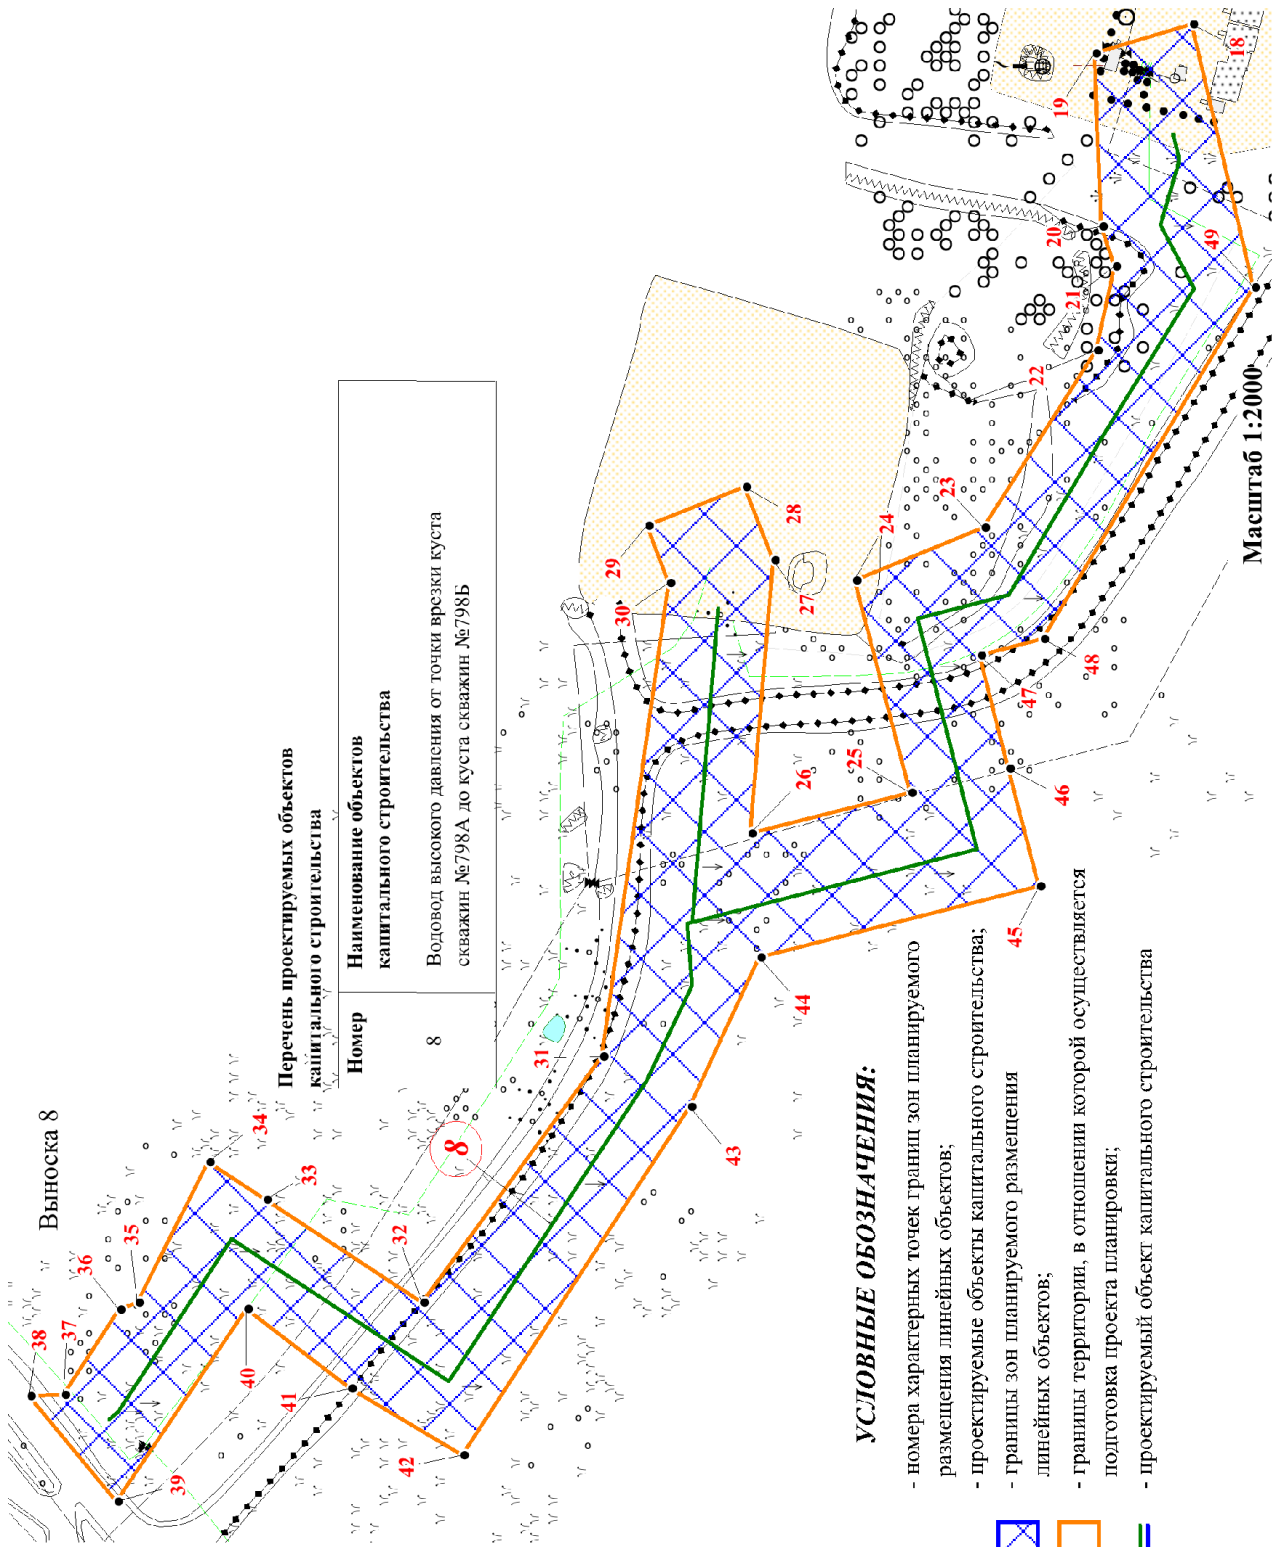 Выноска 8
Перечень проектируемых объектов
капитального строительства
Номер
Наименование объектов
капитального строительства
8
Водовод высокого давления от точки врезки куста
скважин №798А до куста скважин №798Б
38
37
36
35
34
33
32
31
30
29
28
27
26
25
24
23
22
21
20
19
18
39
40
41
42
43
44
45
46
47
48
49
8
УСЛОВНЫЕ ОБОЗНАЧЕНИЯ:
- номера характерных точек границ зон планируемого
размещения линейных объектов;
- проектируемые объекты капитального строительства;
- границы зон планируемого размещения
линейных объектов;
- границы территории, в отношении которой осуществляется
подготовка проекта планировки;
- проектируемый объект капитального строительства
Масштаб 1:2000